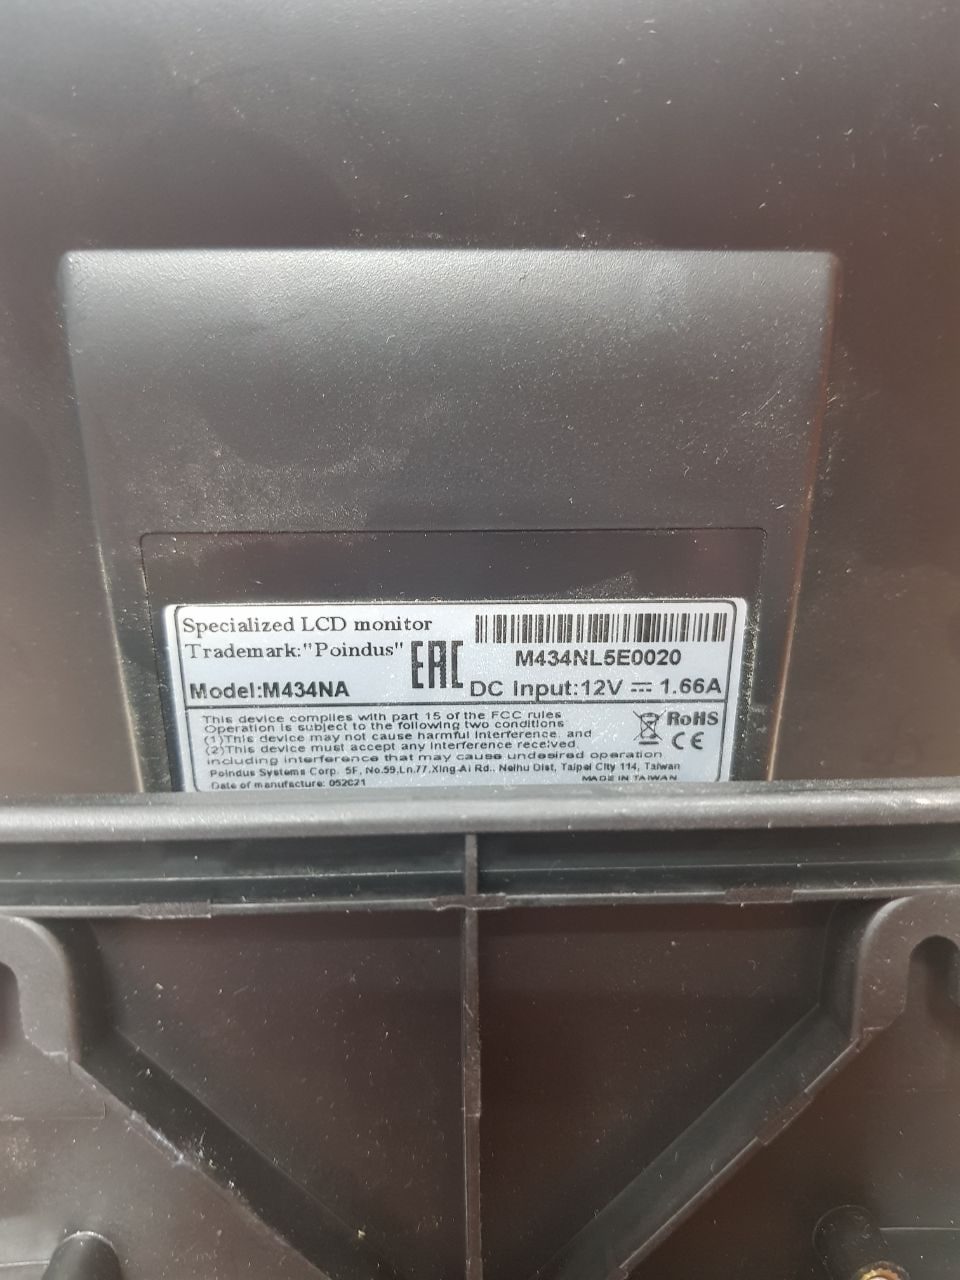 Specialized LCD monitor
Trademark:"Poindus"
EAC
M434NL5E0020
Model:M434NA
DC Input:12V ⎓ 1.66A
This device complies with part 15 of the FCC rules
Operation is subject to the following two conditions
(1)This device may not cause harmful interference, and
(2)This device must accept any interference received,
including interference that may cause undesired operation
RoHS
CE
Poindus Systems Corp. 5F, No.59,Ln.77,Xing Ai Rd., Neihu Dist, Taipei City 114, Taiwan
Date of manufacture: 052021
MADE IN TAIWAN